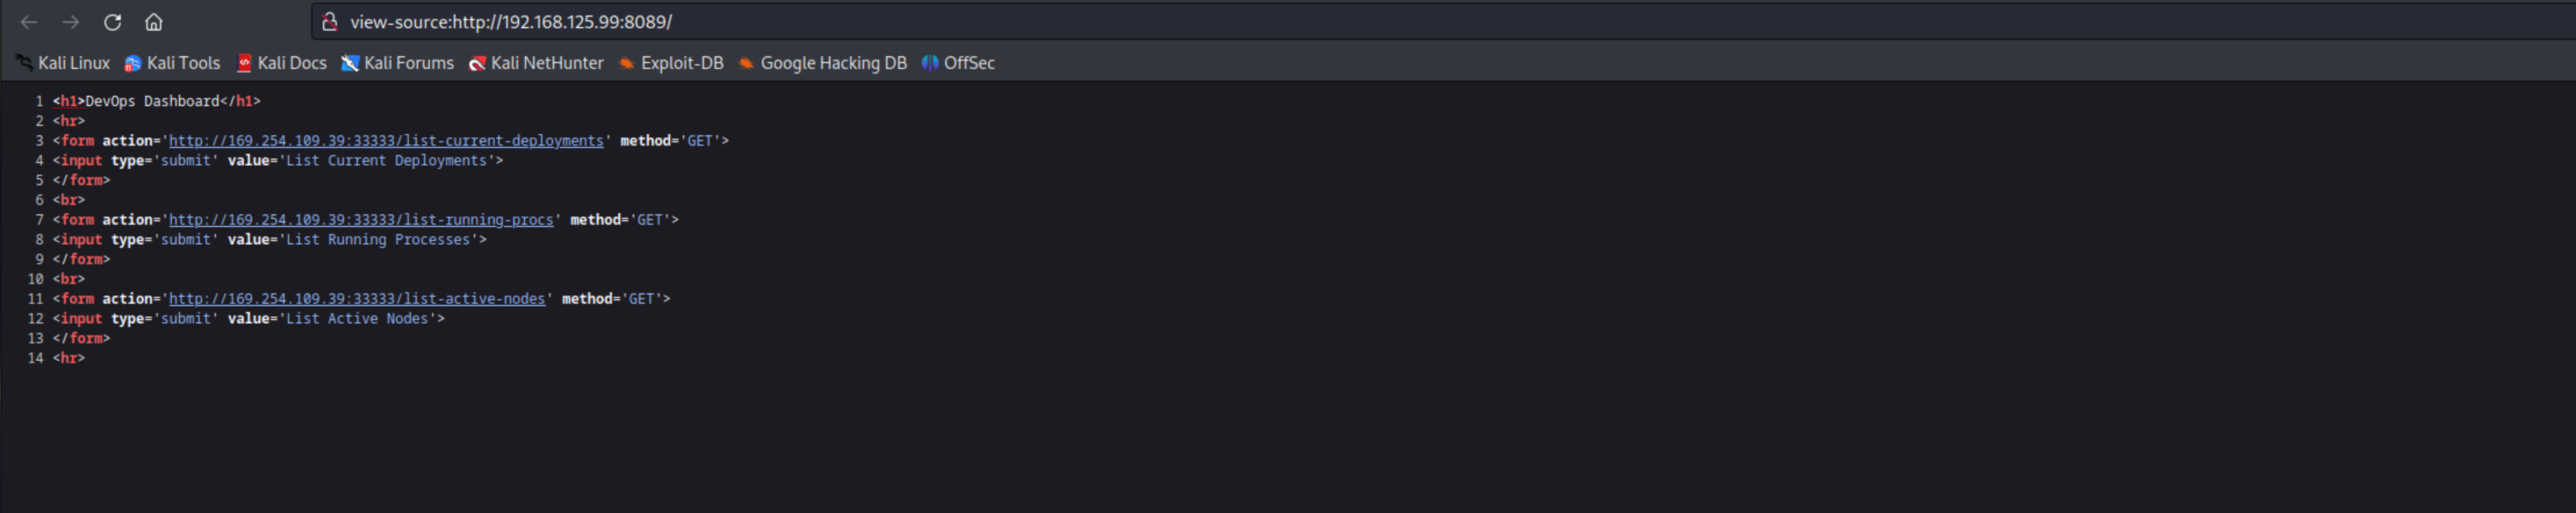 view-source:http://192.168.125.99:8089/
Kali Linux Kali Tools Kali Docs Kali Forums Kali NetHunter Exploit-DB Google Hacking DB OffSec
1 <h1>DevOps Dashboard</h1>
2 <hr>
3 <form action='http://169.254.109.39:33333/list-current-deployments' method='GET'>
4 <input type='submit' value='List Current Deployments'>
5 </form>
6 <br>
7 <form action='http://169.254.109.39:33333/list-running-procs' method='GET'>
8 <input type='submit' value='List Running Processes'>
9 </form>
10 <br>
11 <form action='http://169.254.109.39:33333/list-active-nodes' method='GET'>
12 <input type='submit' value='List Active Nodes'>
13 </form>
14 <hr>